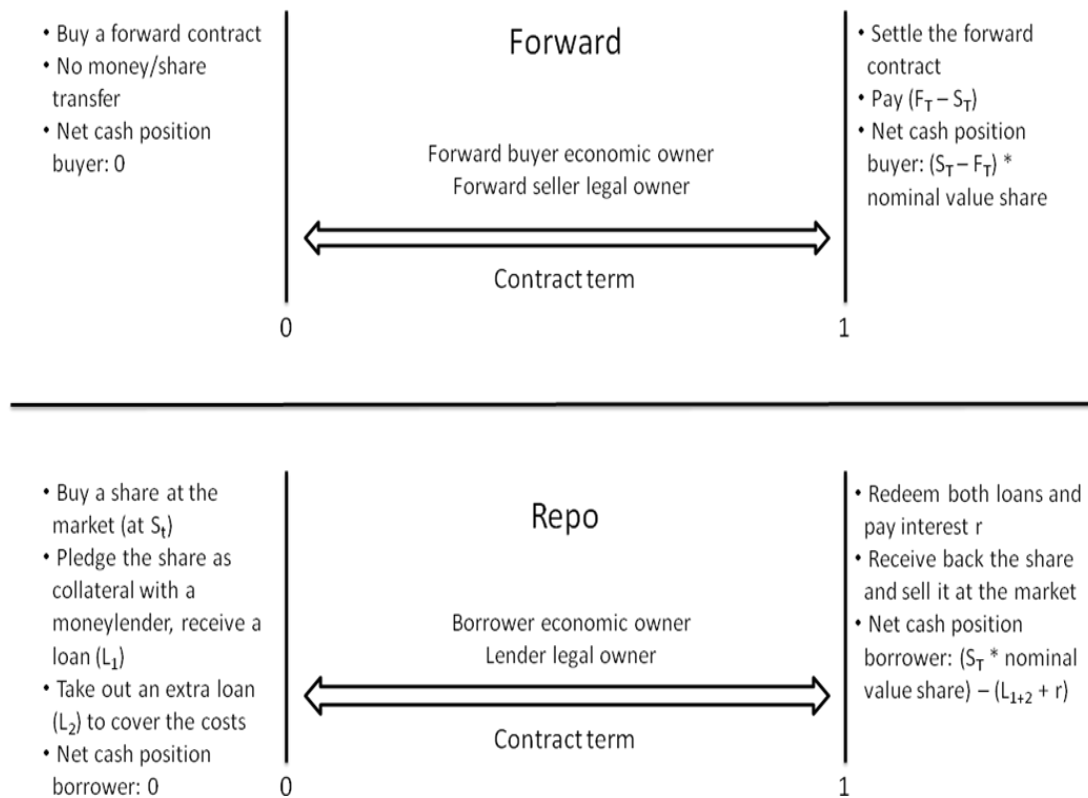 • Buy a forward contract
• No money/share
transfer
• Net cash position
buyer: 0
Forward
Forward buyer economic owner
Forward seller legal owner
Contract term
0
1
• Settle the forward
contract
• Pay (F_T – S_T)
• Net cash position
buyer: (S_T – F_T) *
nominal value share
• Buy a share at the
market (at S_t)
• Pledge the share as
collateral with a
moneylender, receive a
loan (L_1)
• Take out an extra loan
(L_2) to cover the costs
• Net cash position
borrower: 0
Repo
Borrower economic owner
Lender legal owner
Contract term
0
1
• Redeem both loans and
pay interest r
• Receive back the share
and sell it at the market
• Net cash position
borrower: (S_T * nominal
value share) – (L_1+2 + r)